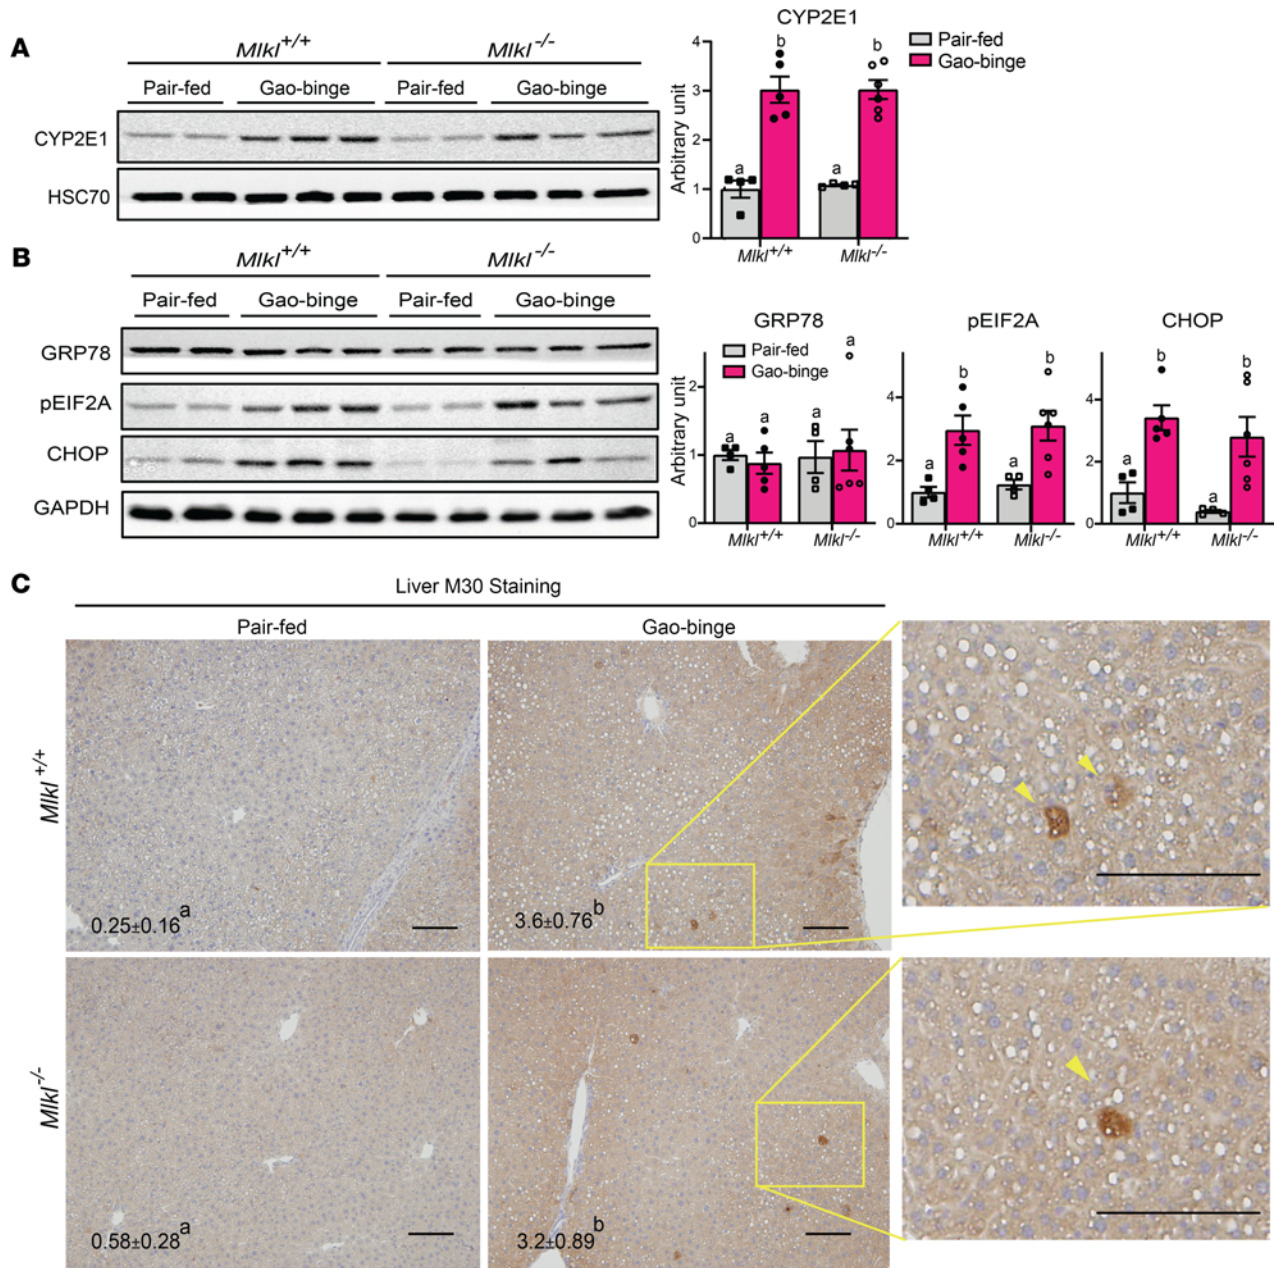 A
Mlkl+/+ Mlkl-/-
Pair-fed Gao-binge Pair-fed Gao-binge
CYP2E1
HSC70
CYP2E1
Pair-fed
Gao-binge
Arbitrary unit
4
3
2
1
0
a b a b
Mlkl+/+ Mlkl-/-
B
Mlkl+/+ Mlkl-/-
Pair-fed Gao-binge Pair-fed Gao-binge
GRP78
pEIF2A
CHOP
GAPDH
GRP78
Pair-fed
Gao-binge
Arbitrary unit
2
1
0
a a a a
Mlkl+/+ Mlkl-/-
pEIF2A
4
2
0
a b a b
Mlkl+/+ Mlkl-/-
CHOP
4
2
0
a b a b
Mlkl+/+ Mlkl-/-
C
Liver M30 Staining
Pair-fed Gao-binge
Mlkl+/+
0.25±0.16a
3.6±0.76b
Mlkl-/-
0.58±0.28a
3.2±0.89b